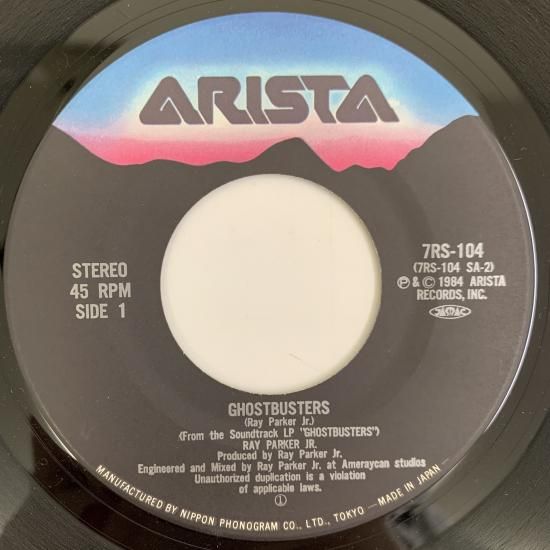 ARISTA
STEREO
45 RPM
SIDE 1
7RS-104
(7RS-104 SA-2)
Ⓟ & © 1984 ARISTA
RECORDS, INC.
JASRAC
GHOSTBUSTERS
(Ray Parker Jr.)
(From the Soundtrack LP "GHOSTBUSTERS")
RAY PARKER JR.
Produced by Ray Parker Jr.
Engineered and Mixed by Ray Parker Jr. at Ameraycan studios
Unauthorized duplication is a violation
of applicable laws.
①
MANUFACTURED BY NIPPON PHONOGRAM CO., LTD., TOKYO — MADE IN JAPAN